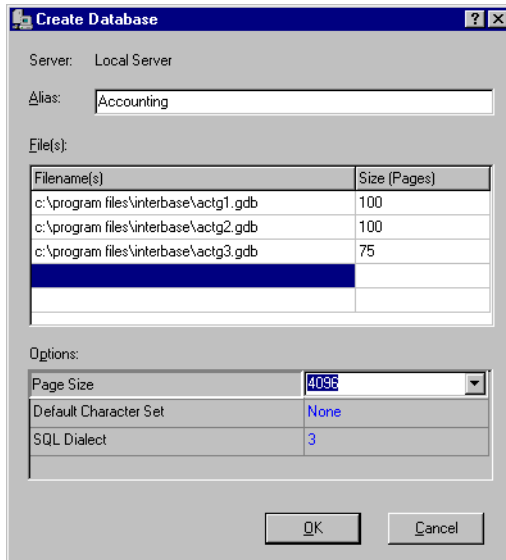 Create Database
Server: Local Server
Alias: Accounting
File(s):
Filename(s) Size (Pages)
c:\program files\interbase\actg1.gdb 100
c:\program files\interbase\actg2.gdb 100
c:\program files\interbase\actg3.gdb 75
Options:
Page Size 4096
Default Character Set None
SQL Dialect 3
OK Cancel